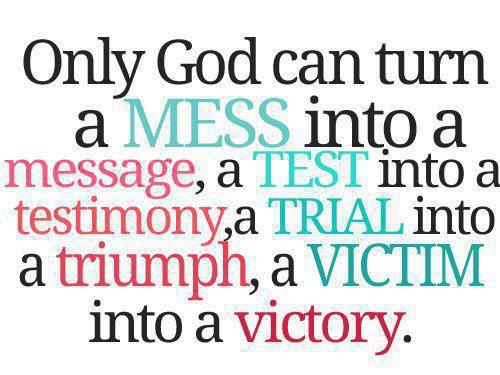 Only God can turn
a MESS into a
message, a TEST into a
testimony,a TRIAL into
a triumph, a VICTIM
into a victory.